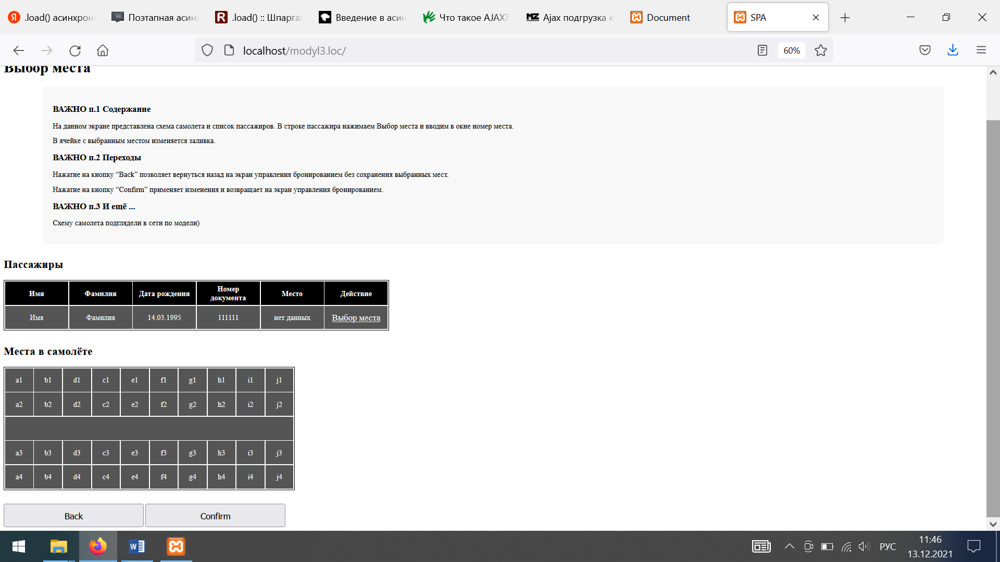 .load() асинхрон
Поэтапная асин
.load() :: Шпарга
Введение в асин
Что такое AJAX?
Ajax подгрузка к
Document
SPA
localhost/modyl3.loc/
60%
Выбор места
ВАЖНО п.1 Содержание
На данном экране представлена схема самолета и список пассажиров. В строке пассажира нажимаем Выбор места и вводим в окне номер места.
В ячейке с выбранным местом изменяется заливка.
ВАЖНО п.2 Переходы
Нажатие на кнопку “Back” позволяет вернуться назад на экран управления бронированием без сохранения выбранных мест.
Нажатие на кнопку “Confirm” применяет изменения и возвращает на экран управления бронированием.
ВАЖНО п.3 И ещё ...
Схему самолета подглядели в сети по модели)
Пассажиры
Имя Фамилия Дата рождения Номер документа Место Действие
Имя Фамилия 14.03.1995 111111 нет данных Выбор места
Места в самолёте
a1 b1 d1 c1 e1 f1 g1 h1 i1 j1
a2 b2 d2 c2 e2 f2 g2 h2 i2 j2
a3 b3 d3 c3 e3 f3 g3 h3 i3 j3
a4 b4 d4 c4 e4 f4 g4 h4 i4 j4
Back Confirm
РУС
11:46
13.12.2021